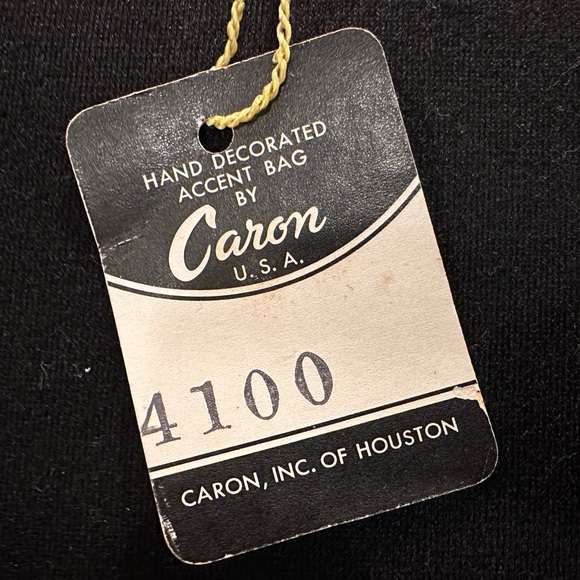 HAND DECORATED
ACCENT BAG
BY
Caron
U. S. A.
4100
CARON, INC. OF HOUSTON